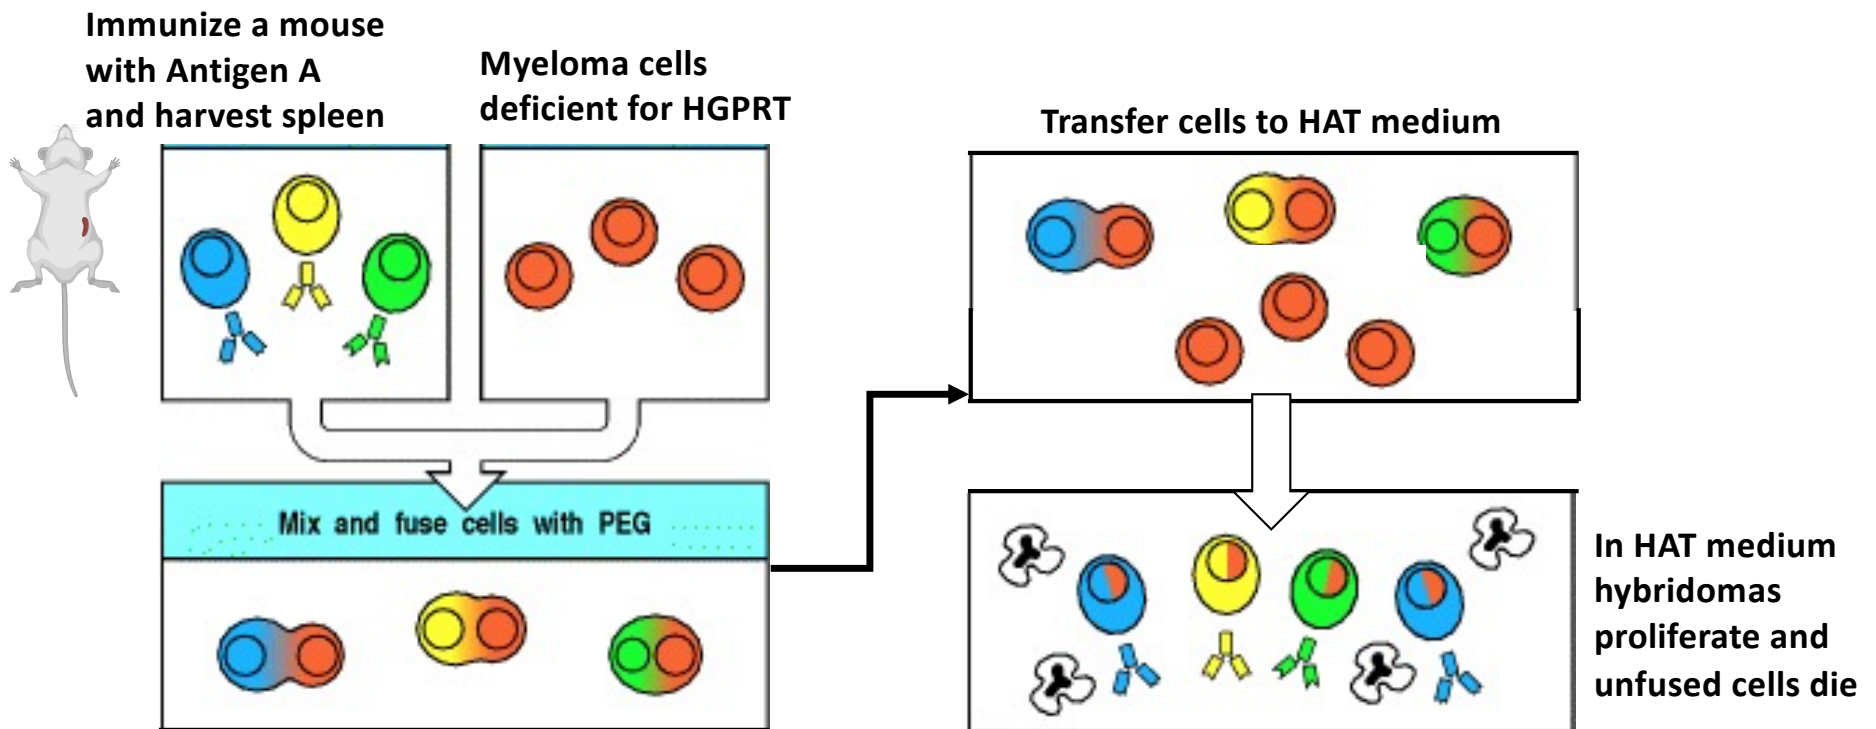 Immunize a mouse
with Antigen A
and harvest spleen
Myeloma cells
deficient for HGPRT
Mix and fuse cells with PEG
Transfer cells to HAT medium
In HAT medium
hybridomas
proliferate and
unfused cells die